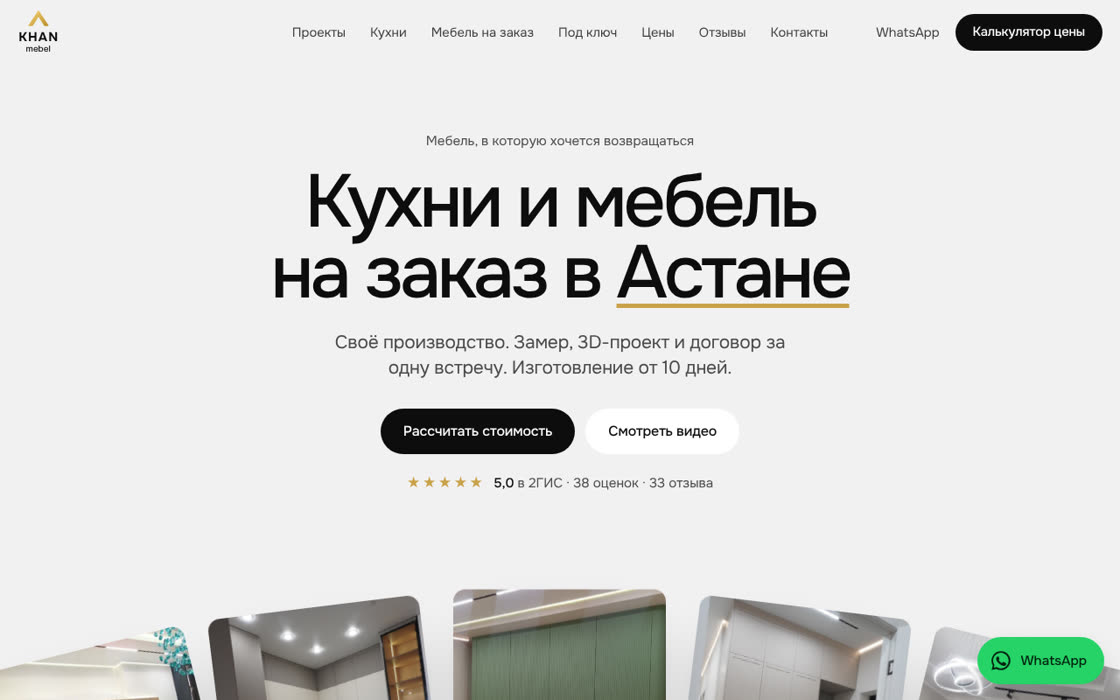 KHAN
mebel
Проекты Кухни Мебель на заказ Под ключ Цены Отзывы Контакты WhatsApp Калькулятор цены
Мебель, в которую хочется возвращаться
Кухни и мебель
на заказ в Астане
Своё производство. Замер, 3D-проект и договор за
одну встречу. Изготовление от 10 дней.
Рассчитать стоимость Смотреть видео
★★★★★ 5,0 в 2ГИС · 38 оценок · 33 отзыва
WhatsApp